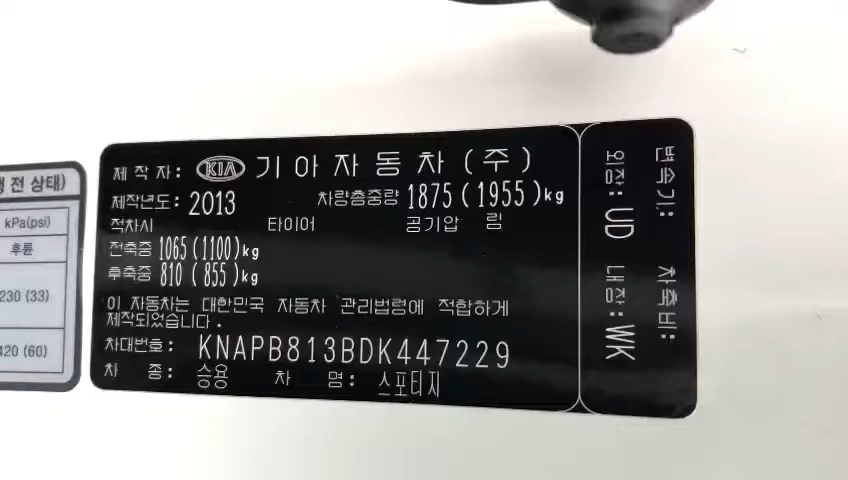 행 전 상태)
kPa(psi)
후륜
230 (33)
420 (60)
제 작 자: KIA 기아자동차(주)
제작년도: 2013 차량총중량 1875(1955)kg
적차시 타이어 공기압 림
전축중 1065(1100)kg
후축중 810(855)kg
이 자동차는 대한민국 자동차 관리법령에 적합하게
제작되었습니다.
차대번호: KNAPB813BDK447229
차 종: 승용 차 명: 스포티지
변속기: 차축비:
외장: UD 내장: WK